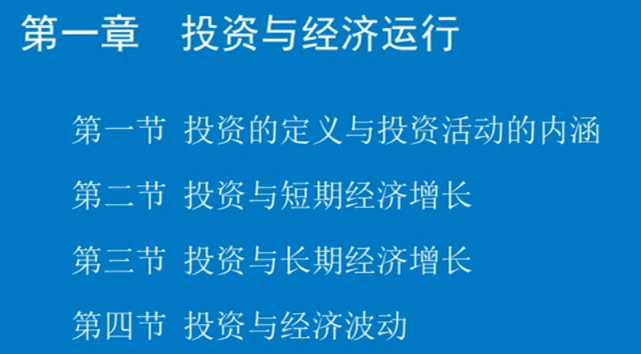 第一章 投资与经济运行
第一节 投资的定义与投资活动的内涵
第二节 投资与短期经济增长
第三节 投资与长期经济增长
第四节 投资与经济波动